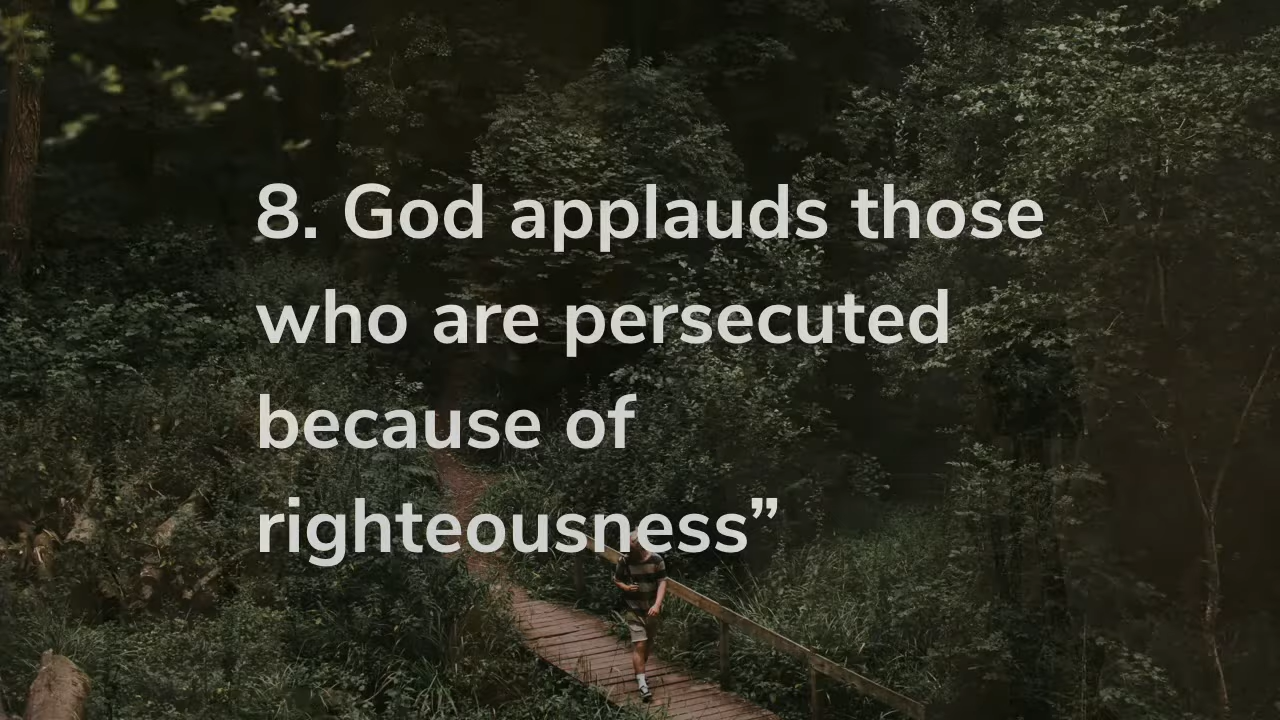 8. God applauds those
who are persecuted
because of
righteousness”